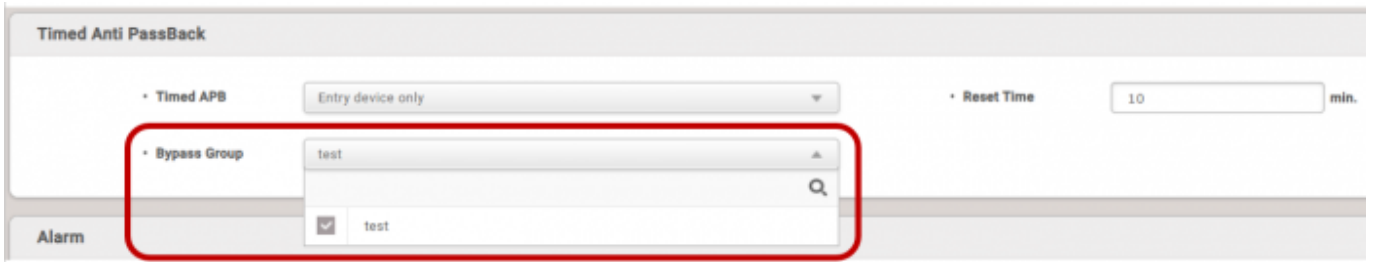 Timed Anti PassBack
• Timed APB Entry device only • Reset Time 10 min.
• Bypass Group test
test
Alarm